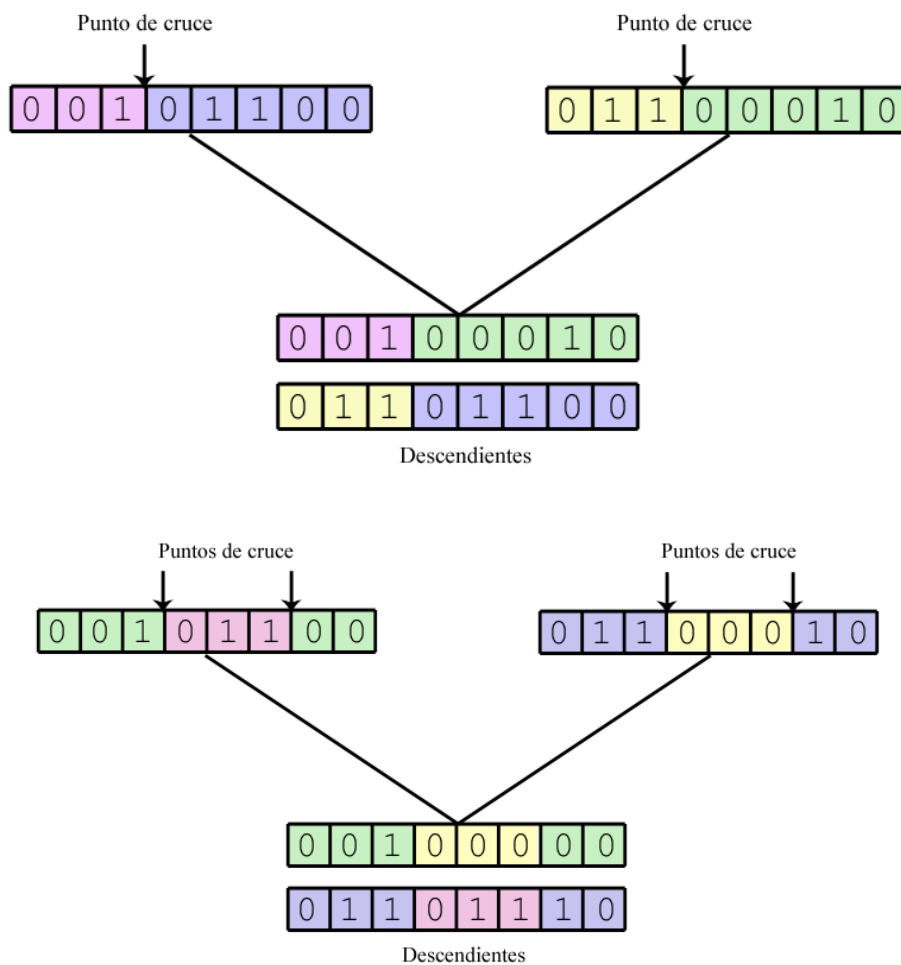 Punto de cruce Punto de cruce
0 0 1 0 1 1 0 0 0 1 1 0 0 0 1 0
0 0 1 0 0 0 1 0
0 1 1 0 1 1 0 0
Descendientes
Puntos de cruce Puntos de cruce
0 0 1 0 1 1 0 0 0 1 1 0 0 0 1 0
0 0 1 0 0 0 0 0
0 1 1 0 1 1 1 0
Descendientes